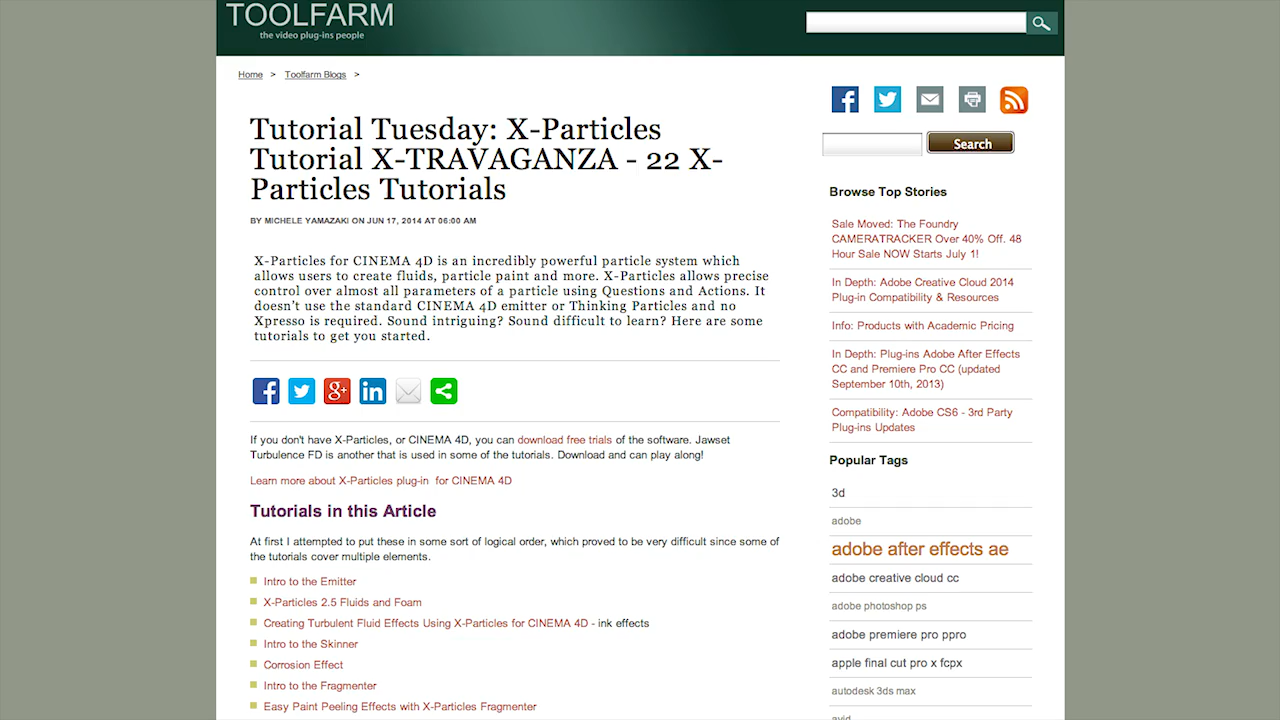 TOOLFARM
the video plug-ins people
Home > Toolfarm Blogs >
Tutorial Tuesday: X-Particles
Tutorial X-TRAVAGANZA - 22 X-
Particles Tutorials
BY MICHELE YAMAZAKI ON JUN 17, 2014 AT 06:00 AM
X-Particles for CINEMA 4D is an incredibly powerful particle system which
allows users to create fluids, particle paint and more. X-Particles allows precise
control over almost all parameters of a particle using Questions and Actions. It
doesn't use the standard CINEMA 4D emitter or Thinking Particles and no
Xpresso is required. Sound intriguing? Sound difficult to learn? Here are some
tutorials to get you started.
If you don't have X-Particles, or CINEMA 4D, you can download free trials of the software. Jawset
Turbulence FD is another that is used in some of the tutorials. Download and can play along!
Learn more about X-Particles plug-in for CINEMA 4D
Tutorials in this Article
At first I attempted to put these in some sort of logical order, which proved to be very difficult since some of
the tutorials cover multiple elements.
Intro to the Emitter
X-Particles 2.5 Fluids and Foam
Creating Turbulent Fluid Effects Using X-Particles for CINEMA 4D - ink effects
Intro to the Skinner
Corrosion Effect
Intro to the Fragmenter
Easy Paint Peeling Effects with X-Particles Fragmenter
Search
Browse Top Stories
Sale Moved: The Foundry
CAMERATRACKER Over 40% Off. 48
Hour Sale NOW Starts July 1!
In Depth: Adobe Creative Cloud 2014
Plug-in Compatibility & Resources
Info: Products with Academic Pricing
In Depth: Plug-ins Adobe After Effects
CC and Premiere Pro CC (updated
September 10th, 2013)
Compatibility: Adobe CS6 - 3rd Party
Plug-ins Updates
Popular Tags
3d
adobe
adobe after effects ae
adobe creative cloud cc
adobe photoshop ps
adobe premiere pro ppro
apple final cut pro x fcpx
autodesk 3ds max
avid